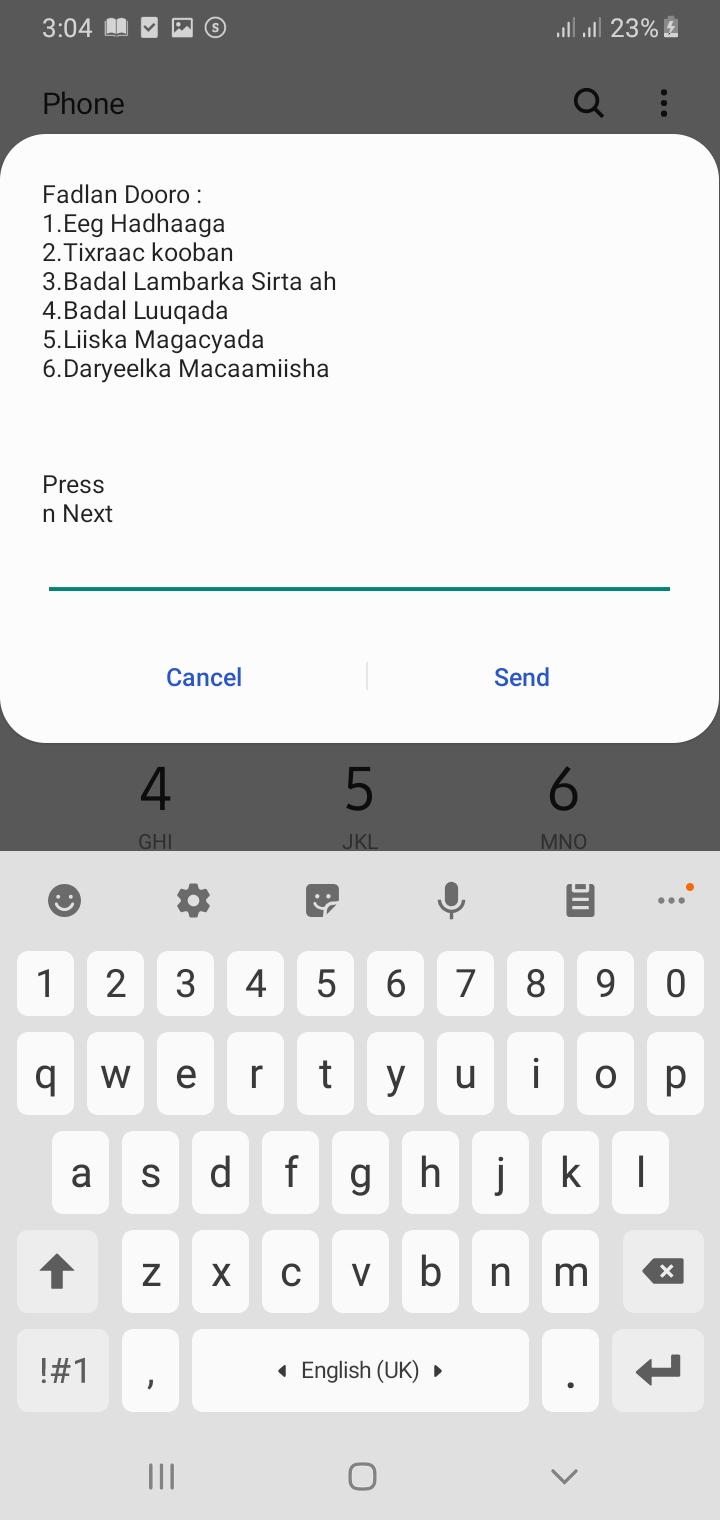 3:04
23%
Phone
Fadlan Dooro :
1.Eeg Hadhaaga
2.Tixraac kooban
3.Badal Lambarka Sirta ah
4.Badal Luuqada
5.Liiska Magacyada
6.Daryeelka Macaamiisha
Press
n Next
Cancel
Send
4 5 6
GHI JKL MNO
1 2 3 4 5 6 7 8 9 0
q w e r t y u i o p
a s d f g h j k l
z x c v b n m
!#1 , English (UK) .